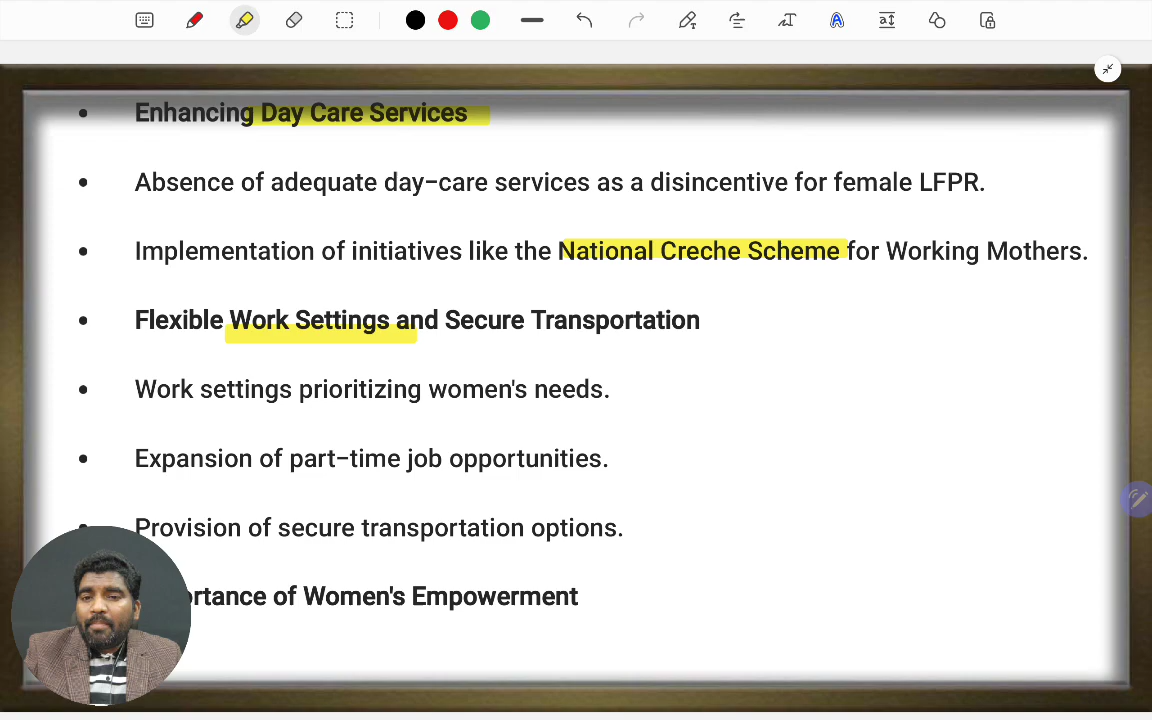 Enhancing Day Care Services
Absence of adequate day-care services as a disincentive for female LFPR.
Implementation of initiatives like the National Creche Scheme for Working Mothers.
Flexible Work Settings and Secure Transportation
Work settings prioritizing women's needs.
Expansion of part-time job opportunities.
Provision of secure transportation options.
of Women's Empowerment